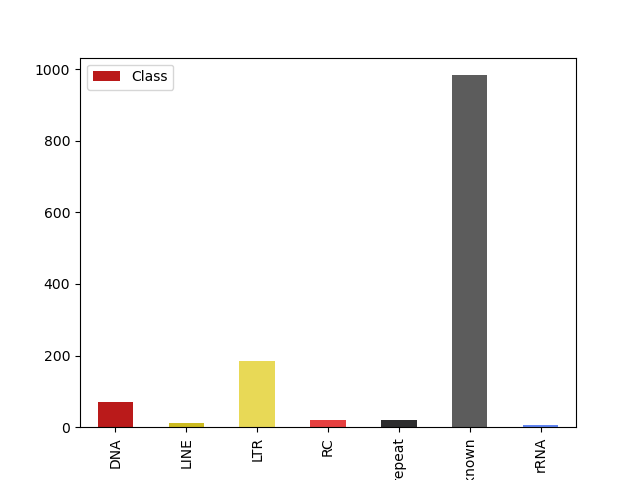 Class
1000
800
600
400
200
0
DNA
LINE
LTR
RC
repeat
known
rRNA